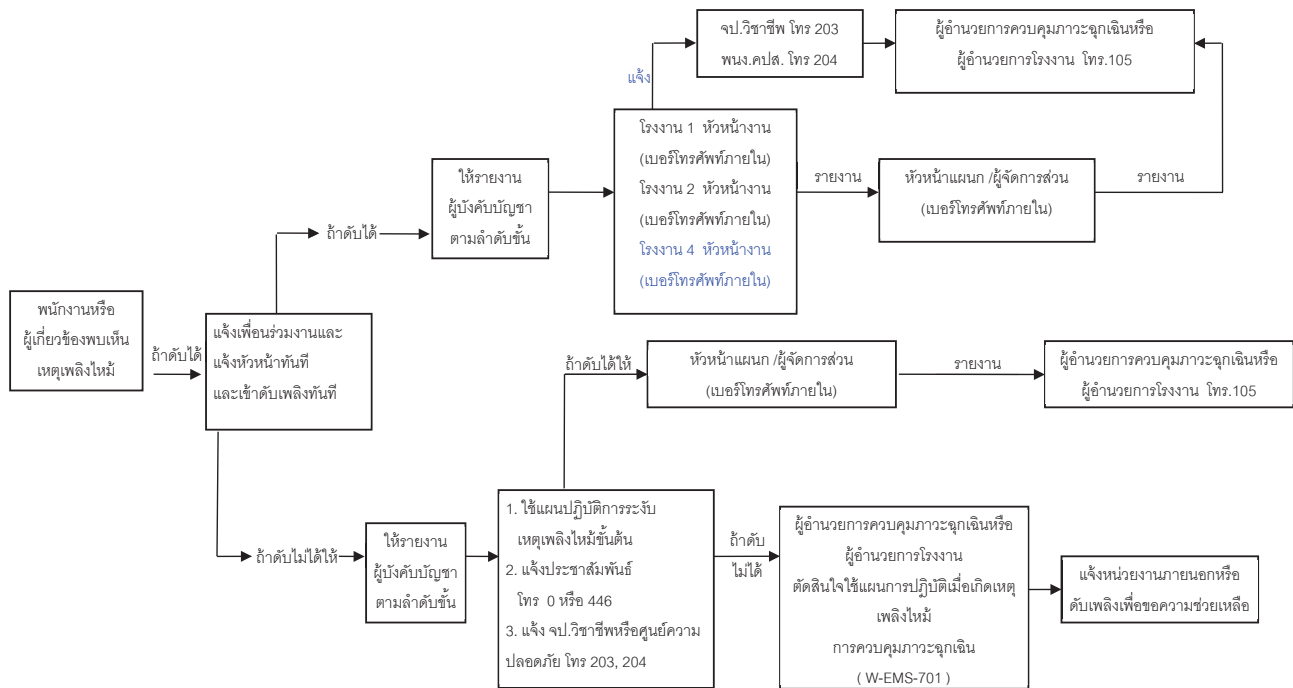 จป.วิชาชีพ โทร 203
พนง.คปส. โทร 204
ผู้อำนวยการควบคุมภาวะฉุกเฉินหรือ
ผู้อำนวยการโรงงาน โทร.105
แจ้ง
โรงงาน 1 หัวหน้างาน
(เบอร์โทรศัพท์ภายใน)
โรงงาน 2 หัวหน้างาน
(เบอร์โทรศัพท์ภายใน)
โรงงาน 4 หัวหน้างาน
(เบอร์โทรศัพท์ภายใน)
ให้รายงาน
ผู้บังคับบัญชา
ตามลำดับขั้น
รายงาน
หัวหน้าแผนก /ผู้จัดการส่วน
(เบอร์โทรศัพท์ภายใน)
รายงาน
ถ้าดับได้
พนักงานหรือ
ผู้เกี่ยวข้องพบเห็น
เหตุเพลิงไหม้
ถ้าดับได้
แจ้งเพื่อนร่วมงานและ
แจ้งหัวหน้าทันที
และเข้าดับเพลิงทันที
ถ้าดับได้ให้
หัวหน้าแผนก /ผู้จัดการส่วน
(เบอร์โทรศัพท์ภายใน)
รายงาน
ผู้อำนวยการควบคุมภาวะฉุกเฉินหรือ
ผู้อำนวยการโรงงาน โทร.105
ถ้าดับไม่ได้ให้
ให้รายงาน
ผู้บังคับบัญชา
ตามลำดับขั้น
1. ใช้แผนปฏิบัติการระงับ
เหตุเพลิงไหม้ขั้นต้น
2. แจ้งประชาสัมพันธ์
โทร 0 หรือ 446
3. แจ้ง จป.วิชาชีพหรือศูนย์ความ
ปลอดภัย โทร 203, 204
ถ้าดับ
ไม่ได้
ผู้อำนวยการควบคุมภาวะฉุกเฉินหรือ
ผู้อำนวยการโรงงาน
ตัดสินใจใช้แผนการปฏิบัติเมื่อเกิดเหตุ
เพลิงไหม้
การควบคุมภาวะฉุกเฉิน
( W-EMS-701 )
แจ้งหน่วยงานภายนอกหรือ
ดับเพลิงเพื่อขอความช่วยเหลือ